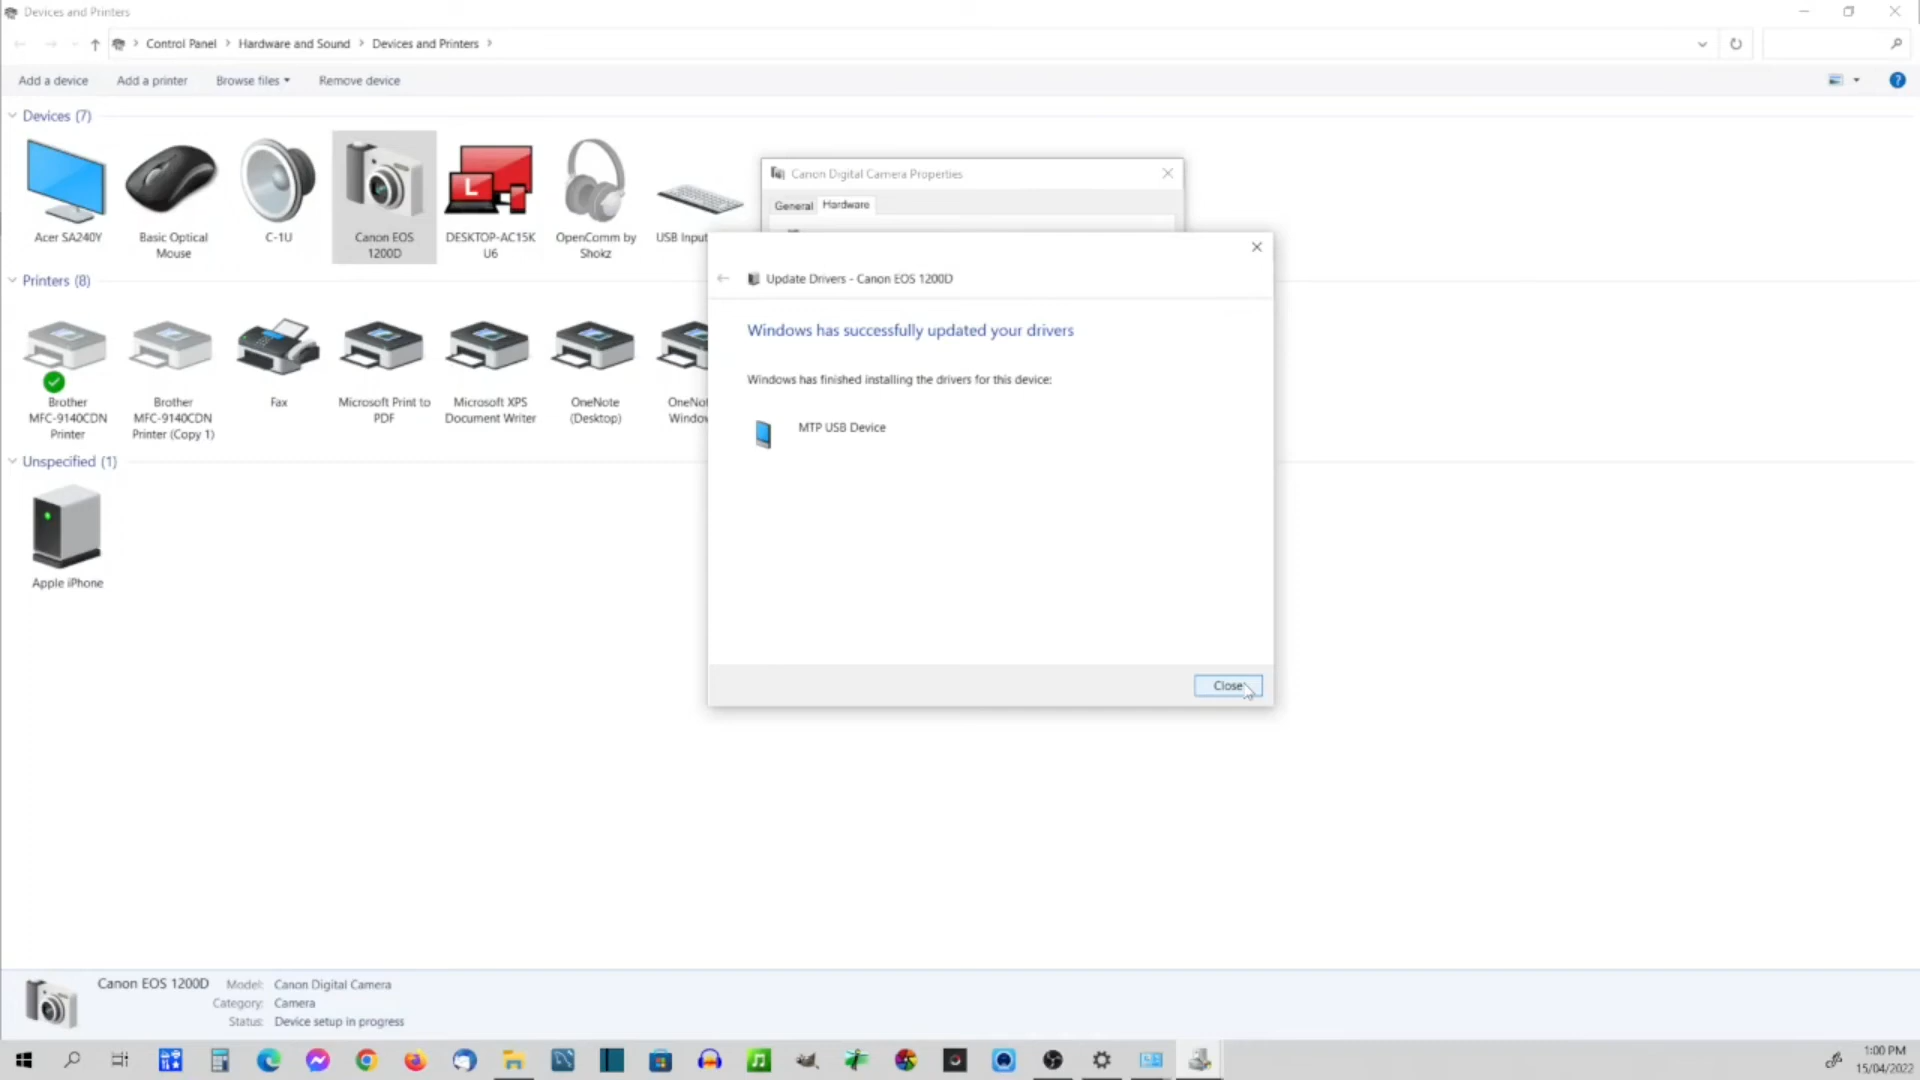 Devices and Printers
Control Panel > Hardware and Sound > Devices and Printers >
Add a device
Add a printer
Browse files
Remove device
Devices (7)
Acer SA240Y
Basic Optical
Mouse
C-1U
Canon EOS
1200D
DESKTOP-AC15K
U6
OpenComm by
Shokz
USB Input
Printers (8)
Brother
MFC-9140CDN
Printer
Brother
MFC-9140CDN
Printer (Copy 1)
Fax
Microsoft Print to
PDF
Microsoft XPS
Document Writer
OneNote
(Desktop)
Unspecified (1)
Apple iPhone
Canon Digital Camera Properties
General
Hardware
Update Drivers - Canon EOS 1200D
Windows has successfully updated your drivers
Windows has finished installing the drivers for this device:
MTP USB Device
Close
Canon EOS 1200D
Model: Canon Digital Camera
Category: Camera
Status: Device setup in progress
1:00 PM
15/04/2022